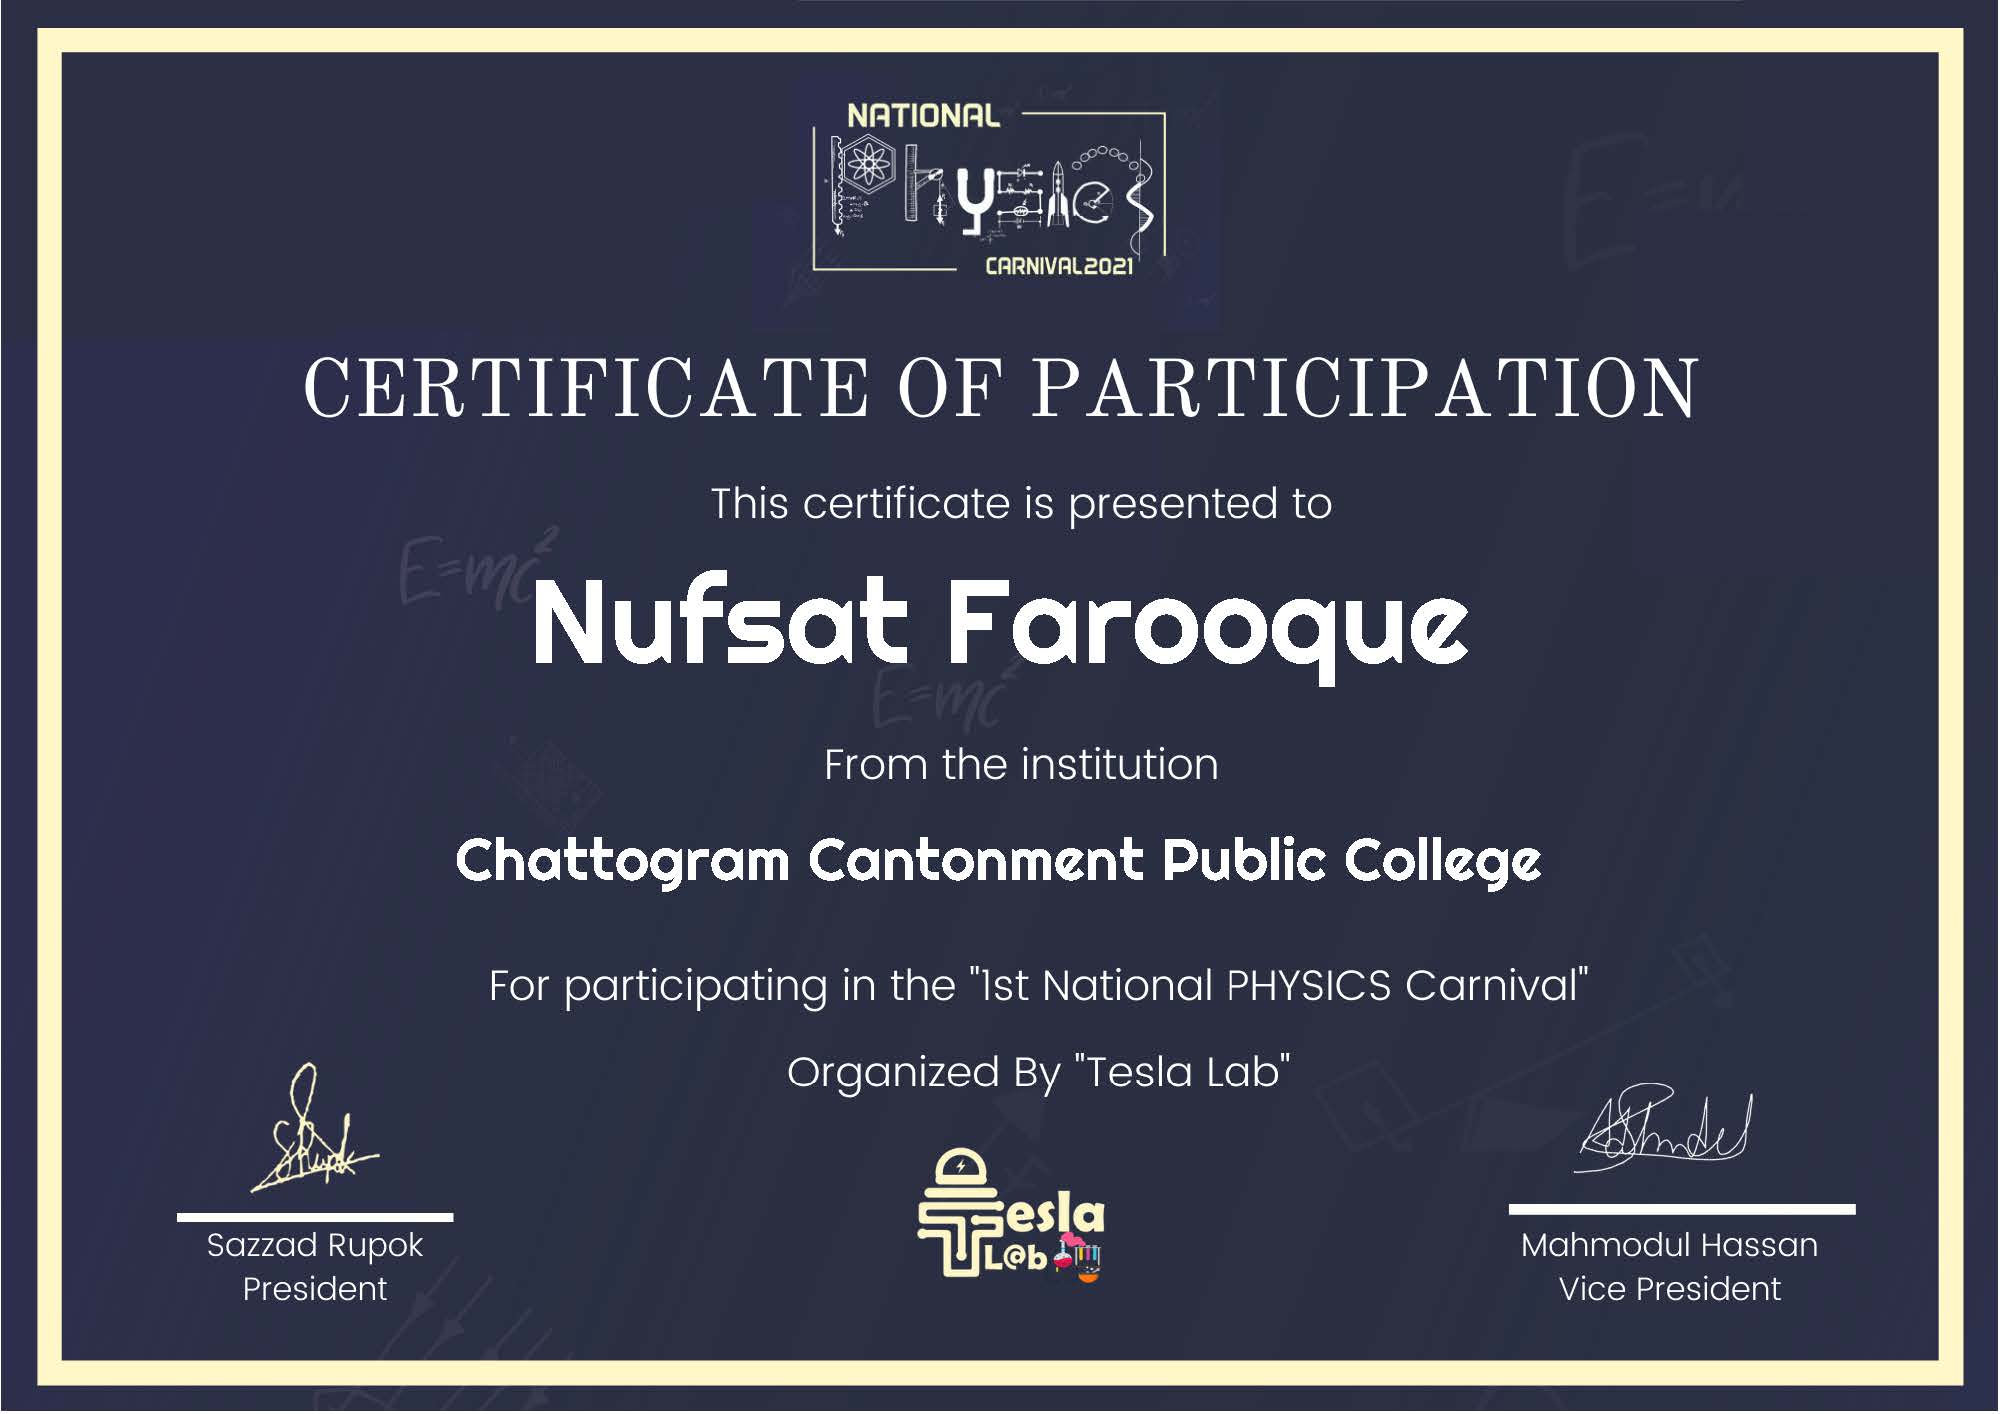 NATIONAL
Physics
CARNIVAL2021
CERTIFICATE OF PARTICIPATION
This certificate is presented to
E=mc²
Nufsat Farooque
E=mc²
From the institution
Chattogram Cantonment Public College
For participating in the "1st National PHYSICS Carnival"
Organized By "Tesla Lab"
Tesla
L@b
Sazzad Rupok
President
Mahmodul Hassan
Vice President